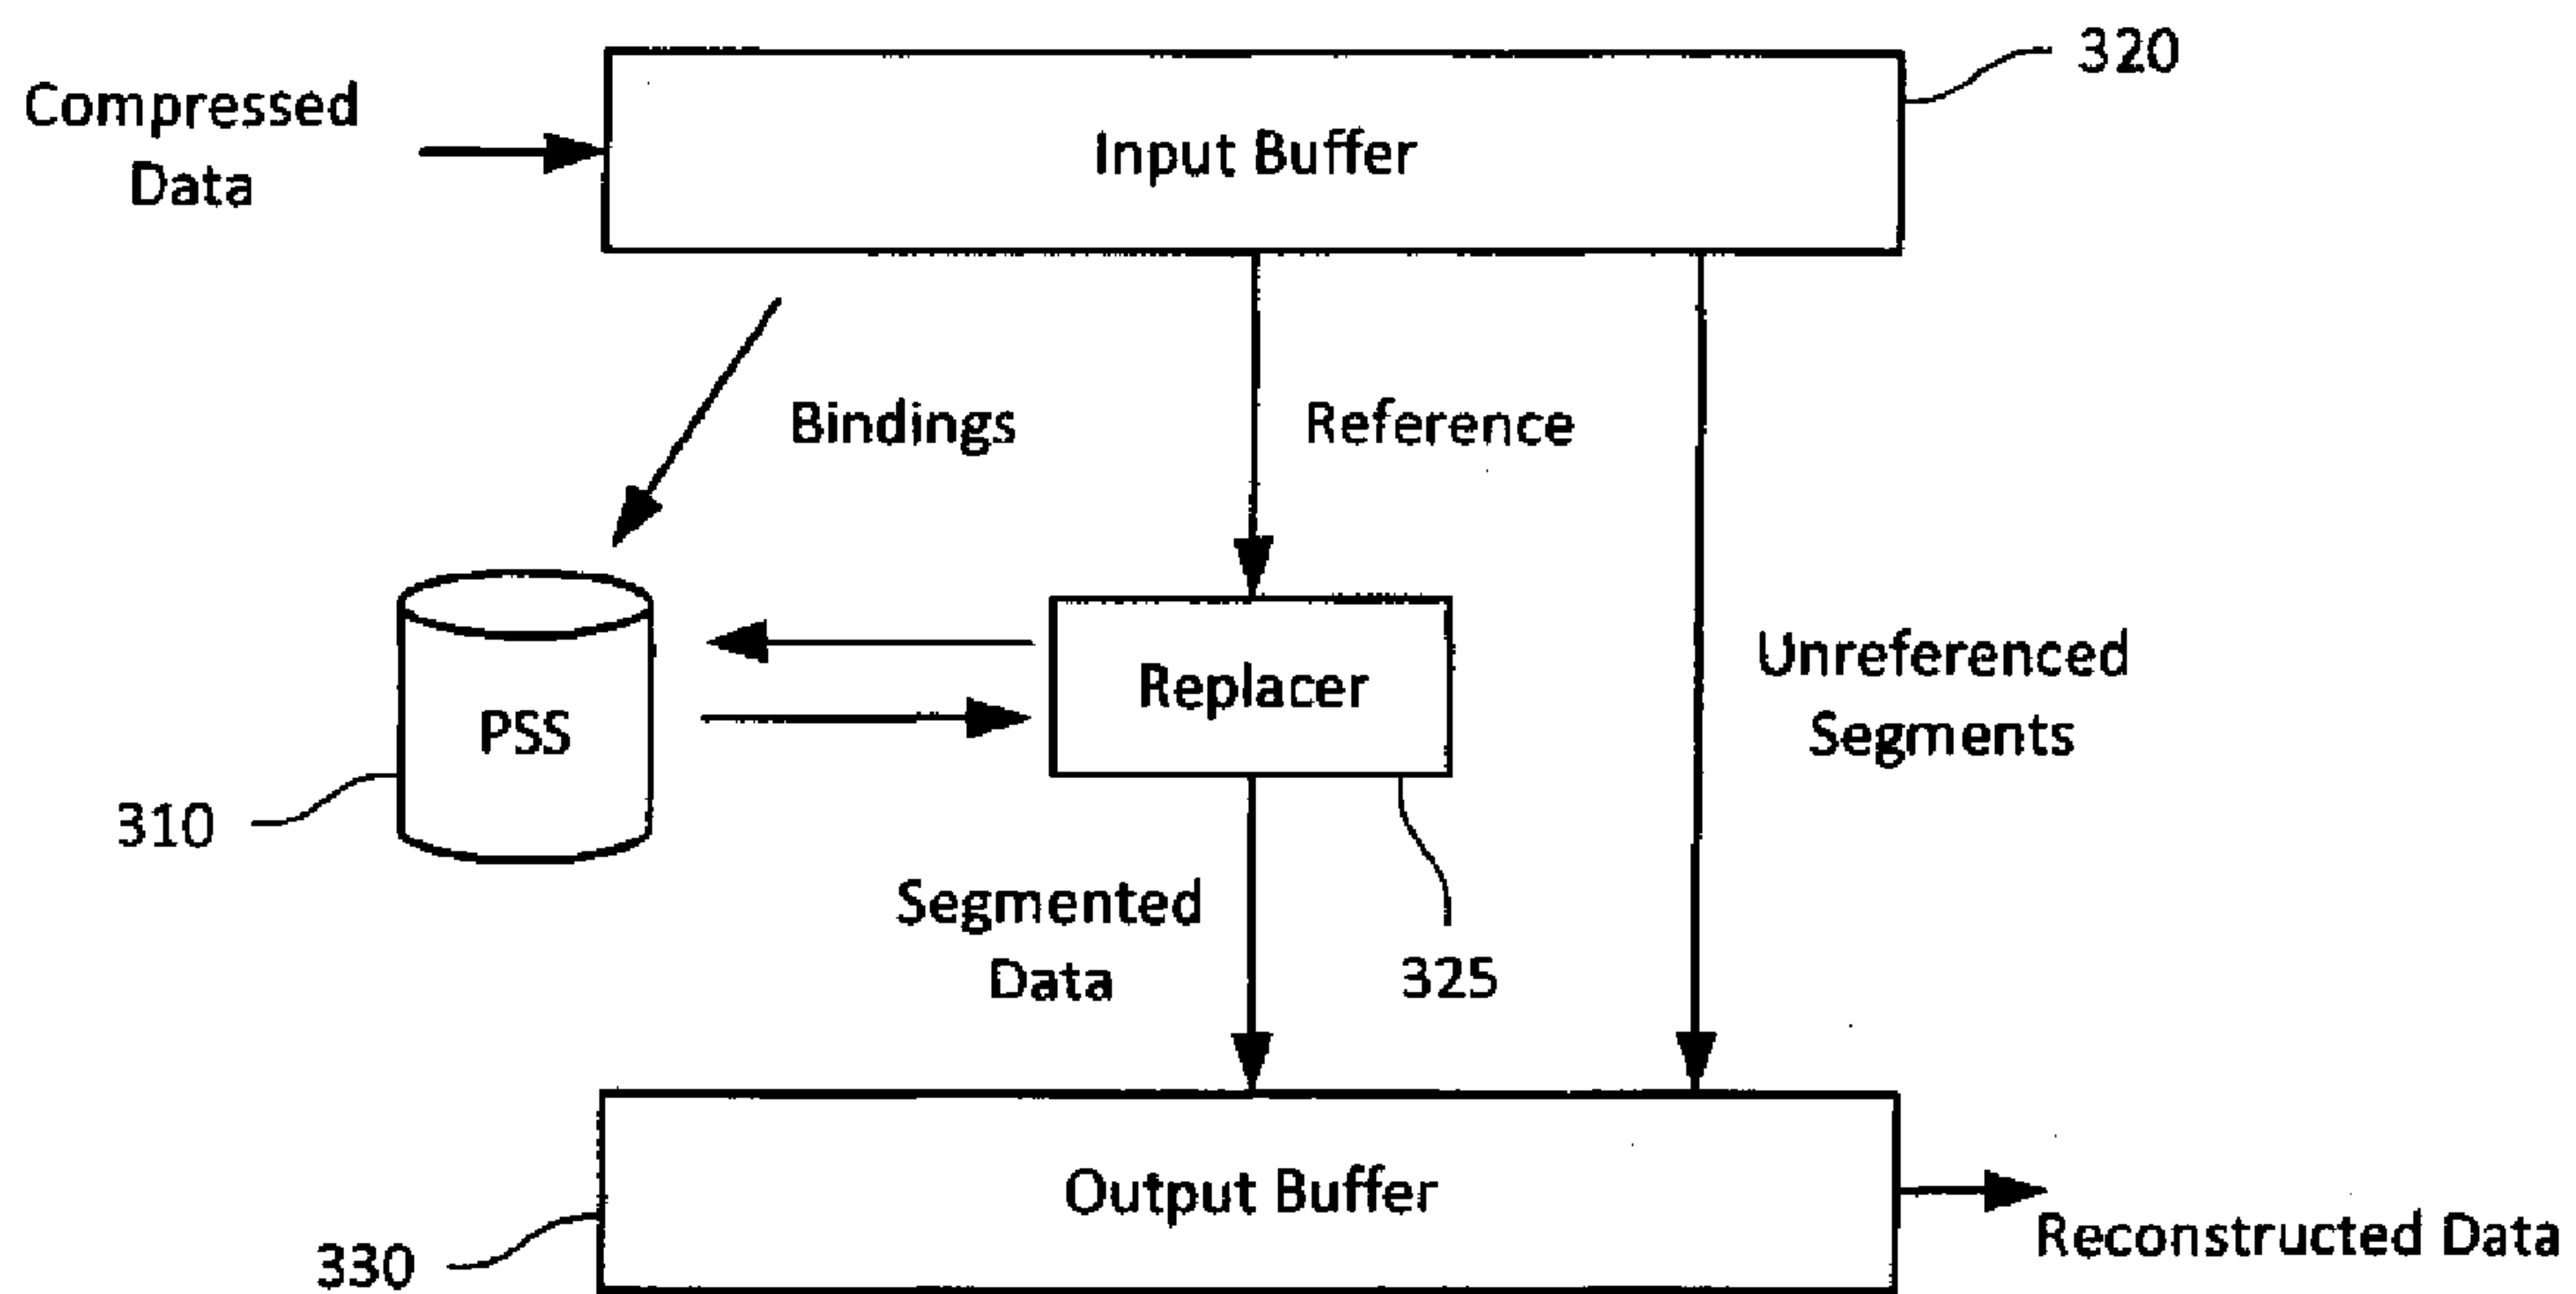 320
Compressed
Data
Input Buffer
Bindings
Reference
Replacer
Unreferenced
Segments
PSS
310
Segmented
Data
325
Output Buffer
330
Reconstructed Data